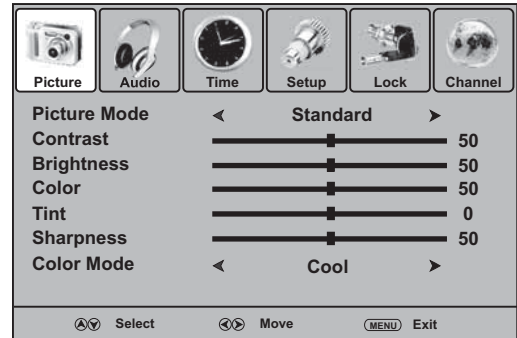 Picture Audio Time Setup Lock Channel
Picture Mode Standard
Contrast 50
Brightness 50
Color 50
Tint 0
Sharpness 50
Color Mode Cool
Select Move MENU Exit